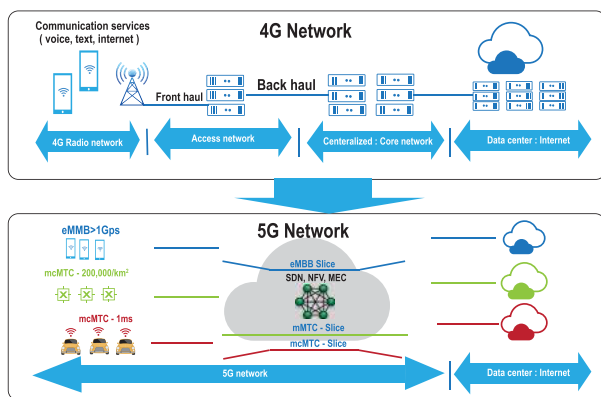 Communication services
( voice, text, internet )
4G Network
Front haul
Back haul
4G Radio network
Access network
Centeralized : Core network
Data center : Internet
5G Network
eMMB>1Gps
eMBB Slice
SDN, NFV, MEC
mcMTC - 200,000/km²
mMTC - Slice
mcMTC - 1ms
mcMTC - Slice
5G network
Data center : Internet